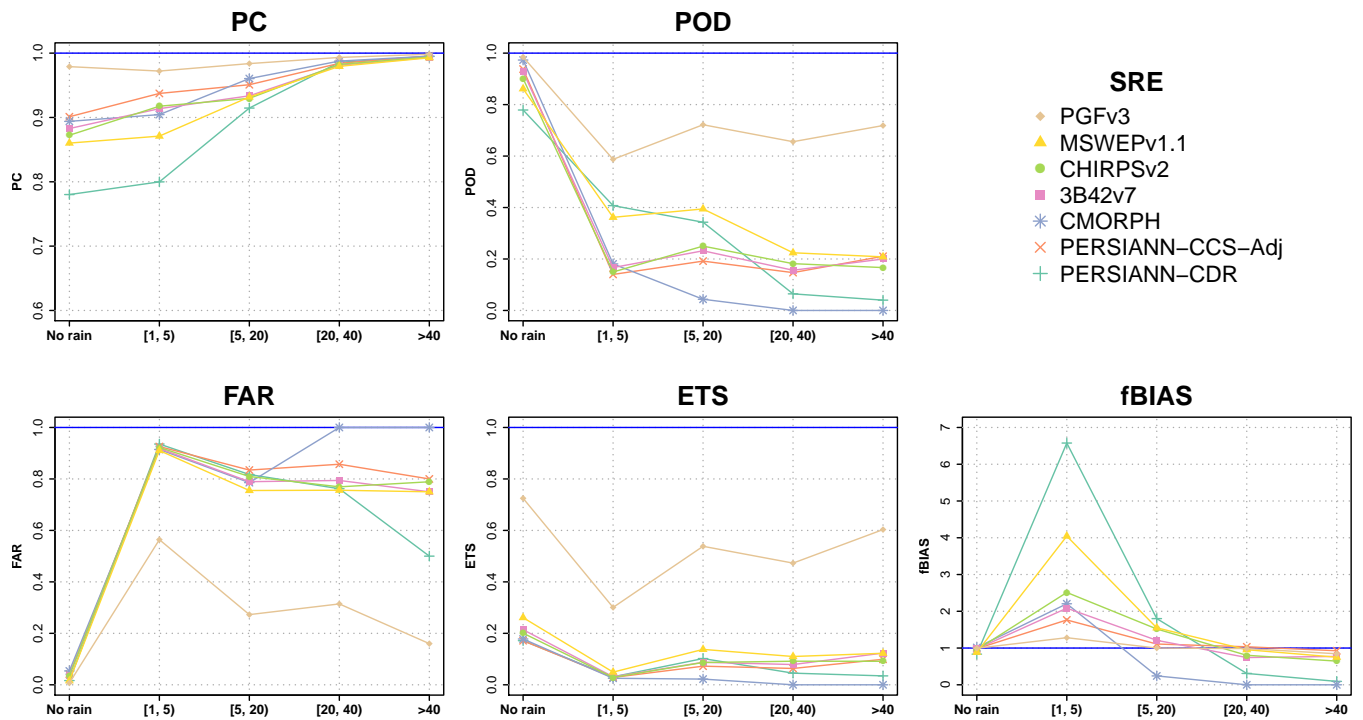 PC
PC
1.0
0.9
0.8
0.7
0.6
No rain
[1, 5)
[5, 20)
[20, 40)
>40
POD
POD
1.0
0.8
0.6
0.4
0.2
0.0
No rain
[1, 5)
[5, 20)
[20, 40)
>40
SRE
PGFv3
MSWEPv1.1
CHIRPSv2
3B42v7
CMORPH
PERSIANN−CCS−Adj
PERSIANN−CDR
FAR
FAR
1.0
0.8
0.6
0.4
0.2
0.0
No rain
[1, 5)
[5, 20)
[20, 40)
>40
ETS
ETS
1.0
0.8
0.6
0.4
0.2
0.0
No rain
[1, 5)
[5, 20)
[20, 40)
>40
fBIAS
fBIAS
7
6
5
4
3
2
1
0
No rain
[1, 5)
[5, 20)
[20, 40)
>40